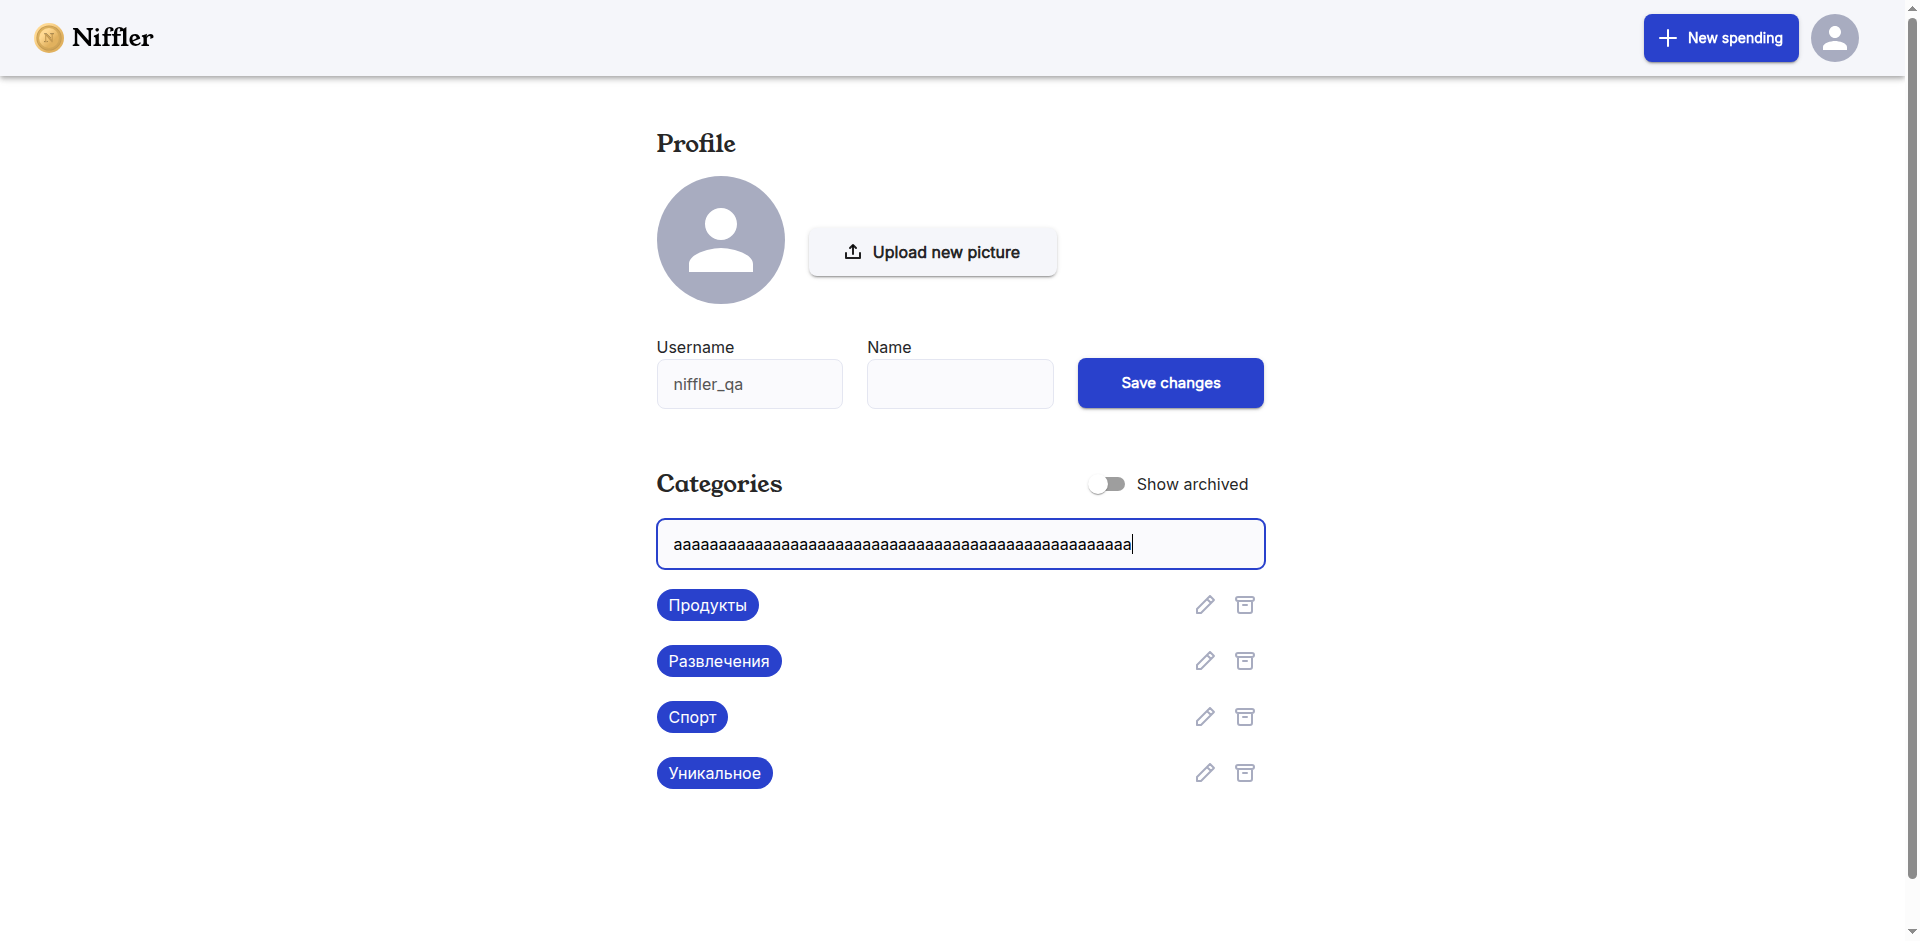 N Niffler
New spending
Profile
Upload new picture
Username
Name
niffler_qa
Save changes
Categories
Show archived
aaaaaaaaaaaaaaaaaaaaaaaaaaaaaaaaaaaaaaaaaaaaaaaaaaa
Продукты
Развлечения
Спорт
Уникальное